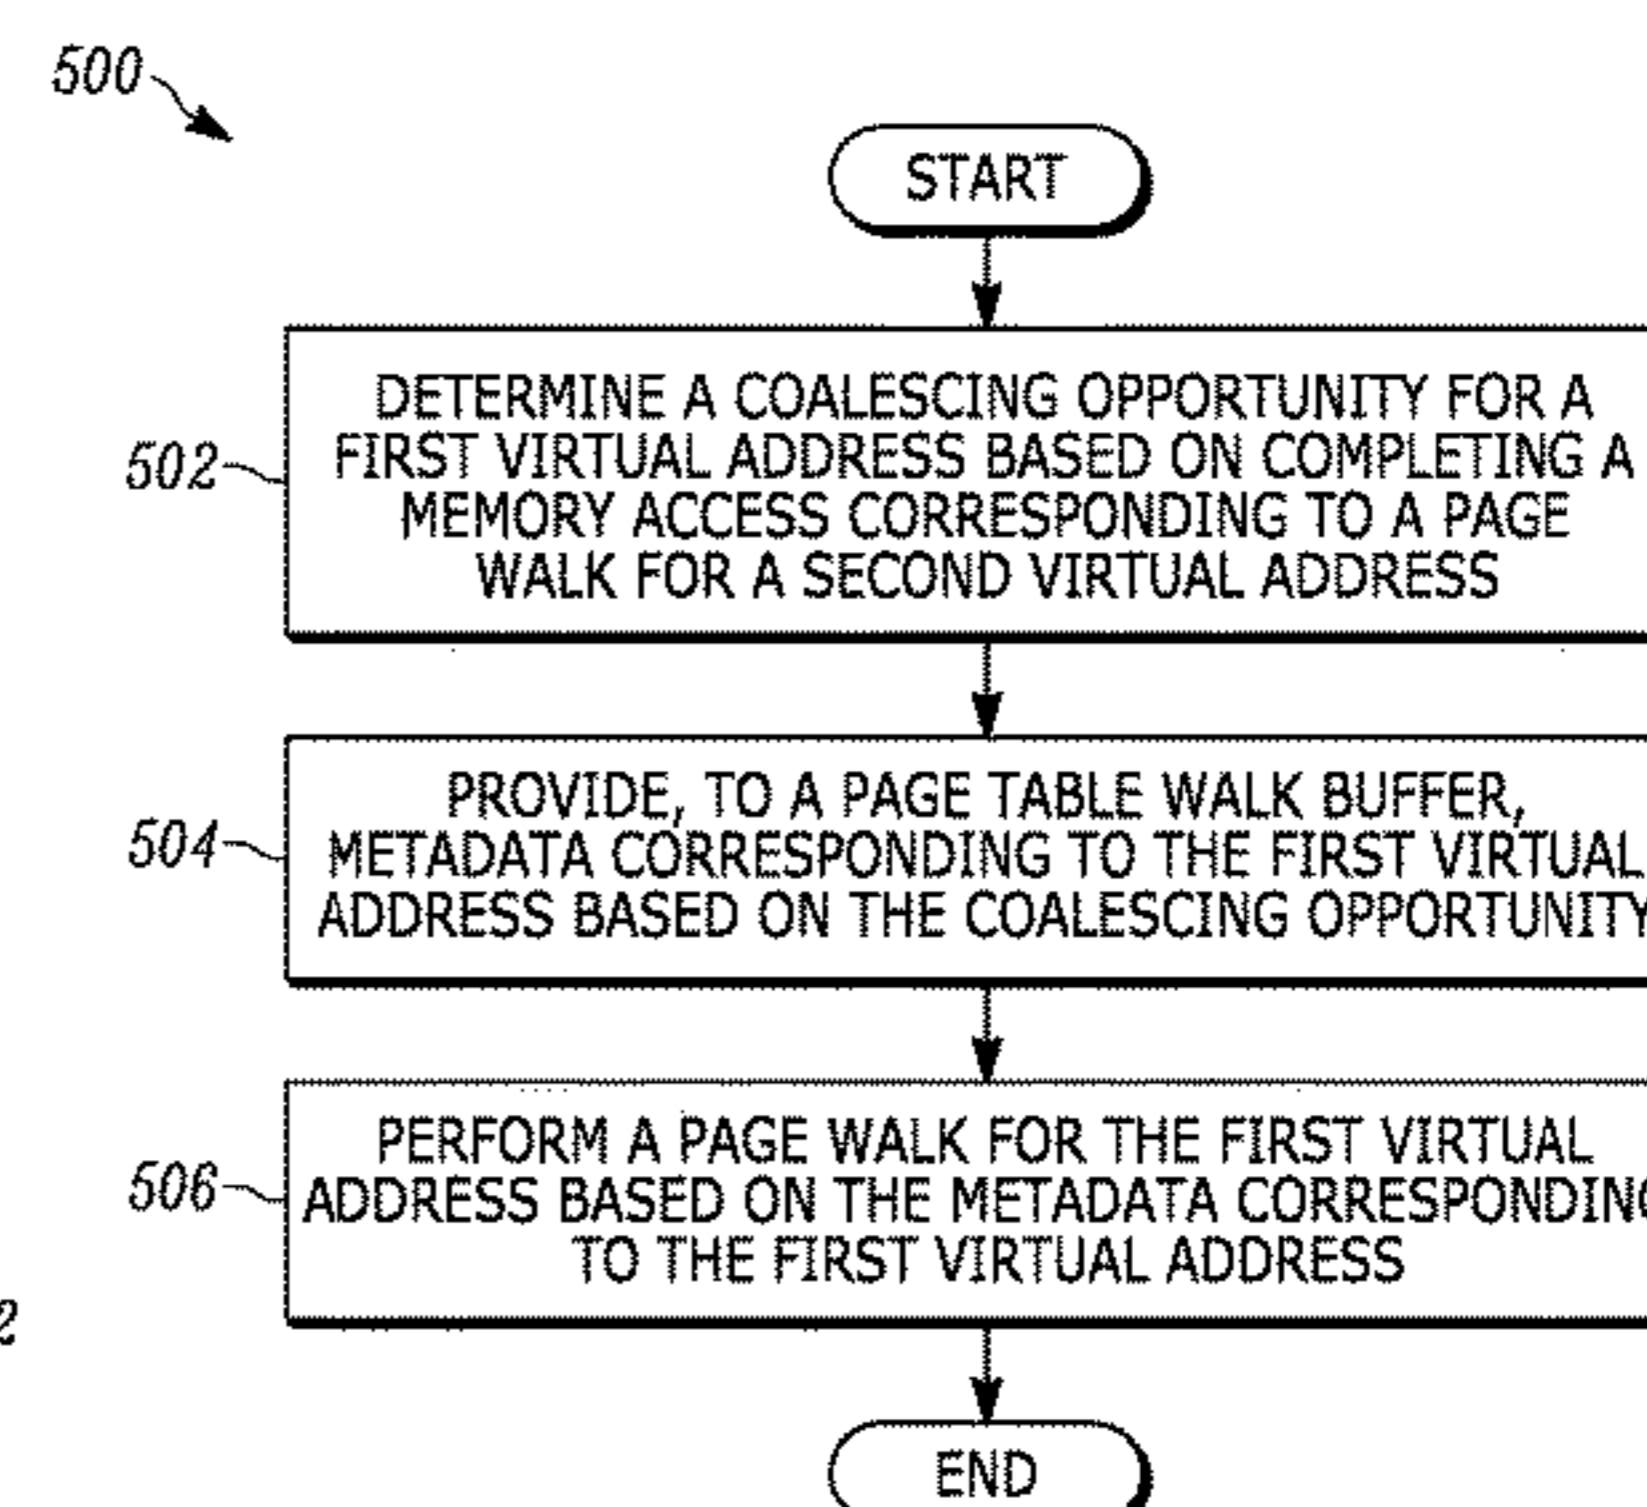 500
START
502
DETERMINE A COALESCING OPPORTUNITY FOR A
FIRST VIRTUAL ADDRESS BASED ON COMPLETING A
MEMORY ACCESS CORRESPONDING TO A PAGE
WALK FOR A SECOND VIRTUAL ADDRESS
504
PROVIDE, TO A PAGE TABLE WALK BUFFER,
METADATA CORRESPONDING TO THE FIRST VIRTUAL
ADDRESS BASED ON THE COALESCING OPPORTUNITY
506
PERFORM A PAGE WALK FOR THE FIRST VIRTUAL
ADDRESS BASED ON THE METADATA CORRESPONDING
TO THE FIRST VIRTUAL ADDRESS
2
END